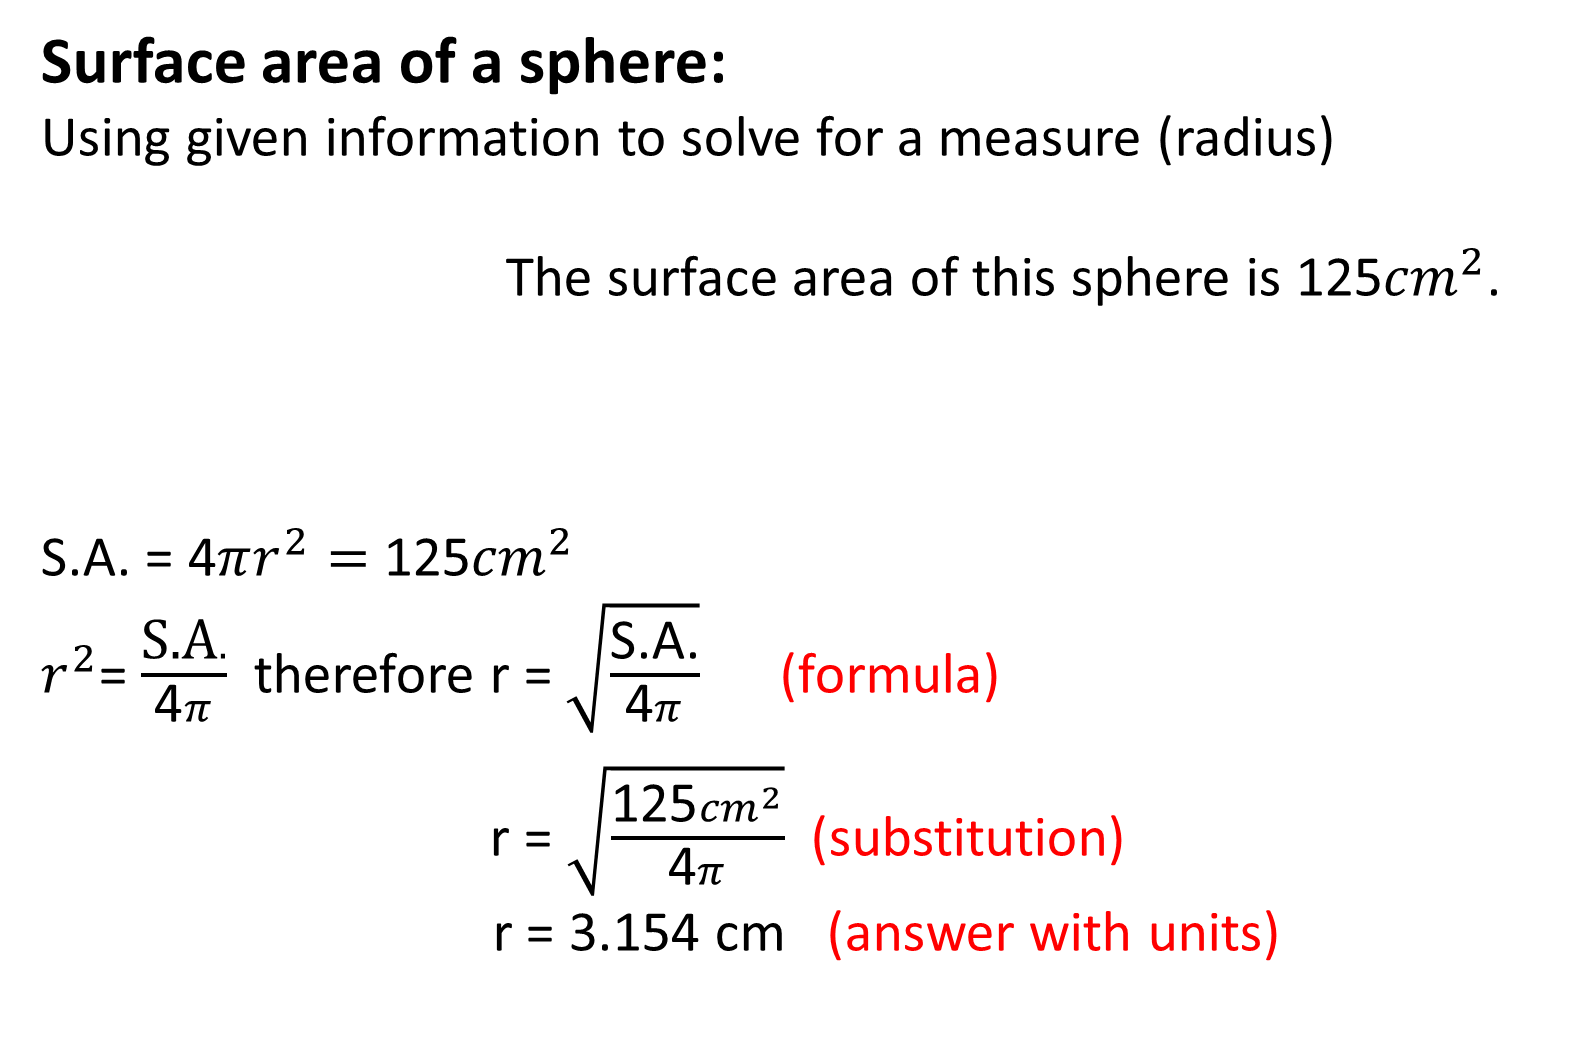 Surface area of a sphere:
Using given information to solve for a measure (radius)
The surface area of this sphere is 125cm².
S.A. = 4πr² = 125cm²
r²= S.A./4π therefore r = √(S.A./4π) (formula)
r = √(125cm²/4π) (substitution)
r = 3.154 cm (answer with units)